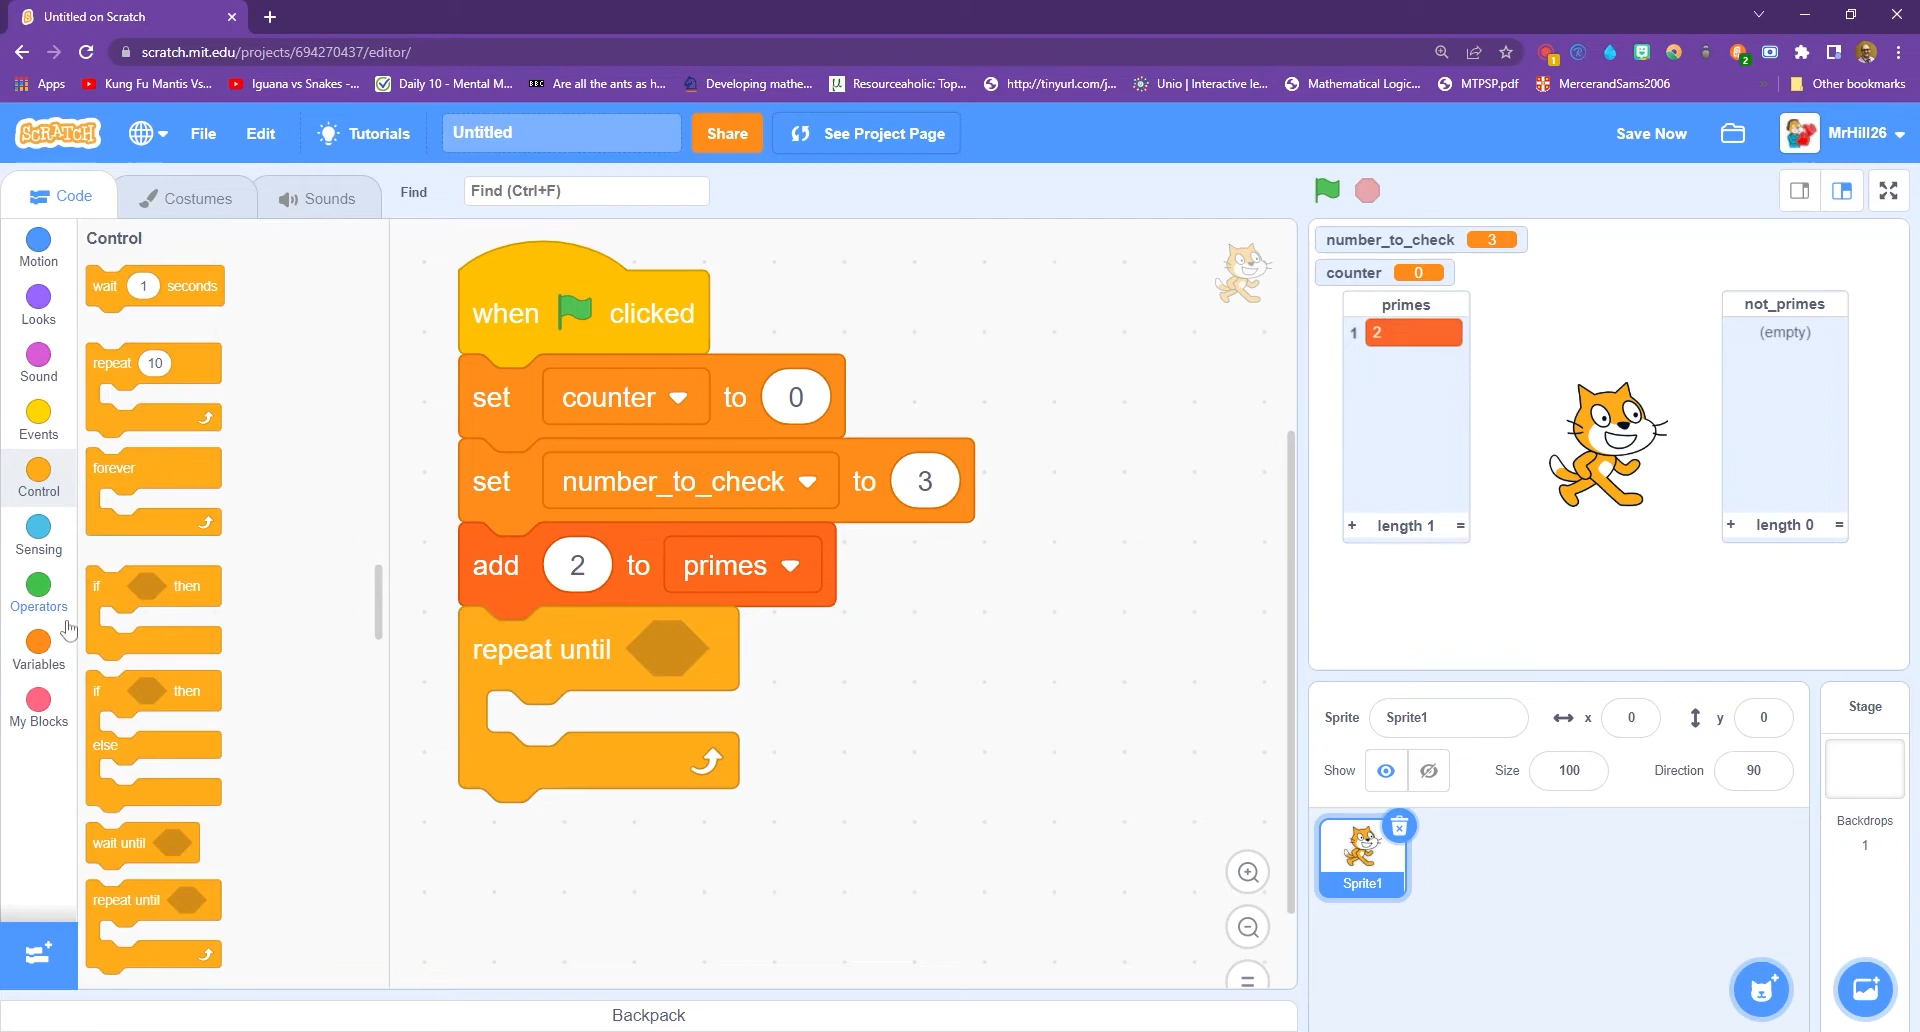 Untitled on Scratch
scratch.mit.edu/projects/694270437/editor/
1
2
Apps
Kung Fu Mantis Vs...
Iguana vs Snakes -...
Daily 10 - Mental M...
BBC
Are all the ants as h...
Developing mathe...
Resourceaholic: Top...
http://tinyurl.com/j...
Unio | Interactive le...
Mathematical Logic...
MTPSP.pdf
MercerandSams2006
»
Other bookmarks
SCRATCH
File
Edit
Tutorials
Untitled
Share
See Project Page
Save Now
MrHill26
Code
Costumes
Sounds
Find
Find (Ctrl+F)
Motion
Looks
Sound
Events
Control
Sensing
Operators
Variables
My Blocks
Control
wait 1 seconds
repeat 10
forever
if then
if then
else
wait until
repeat until
when clicked
set counter to 0
set number_to_check to 3
add 2 to primes
repeat until
number_to_check 3
counter 0
primes
1 2
+ length 1 =
not_primes
(empty)
+ length 0 =
Sprite Sprite1 x 0 y 0
Show Size 100 Direction 90
Sprite1
Stage
Backdrops
1
Backpack